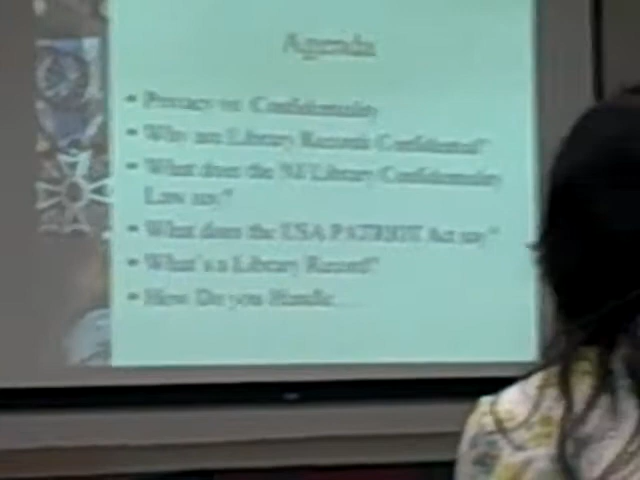 Agenda
• Privacy vs. Confidentiality
• Why are Library Records Confidential?
• What does the NJ Library Confidentiality
Law say?
• What does the USA PATRIOT Act say?
• What's a Library Record?
• How Do you Handle…